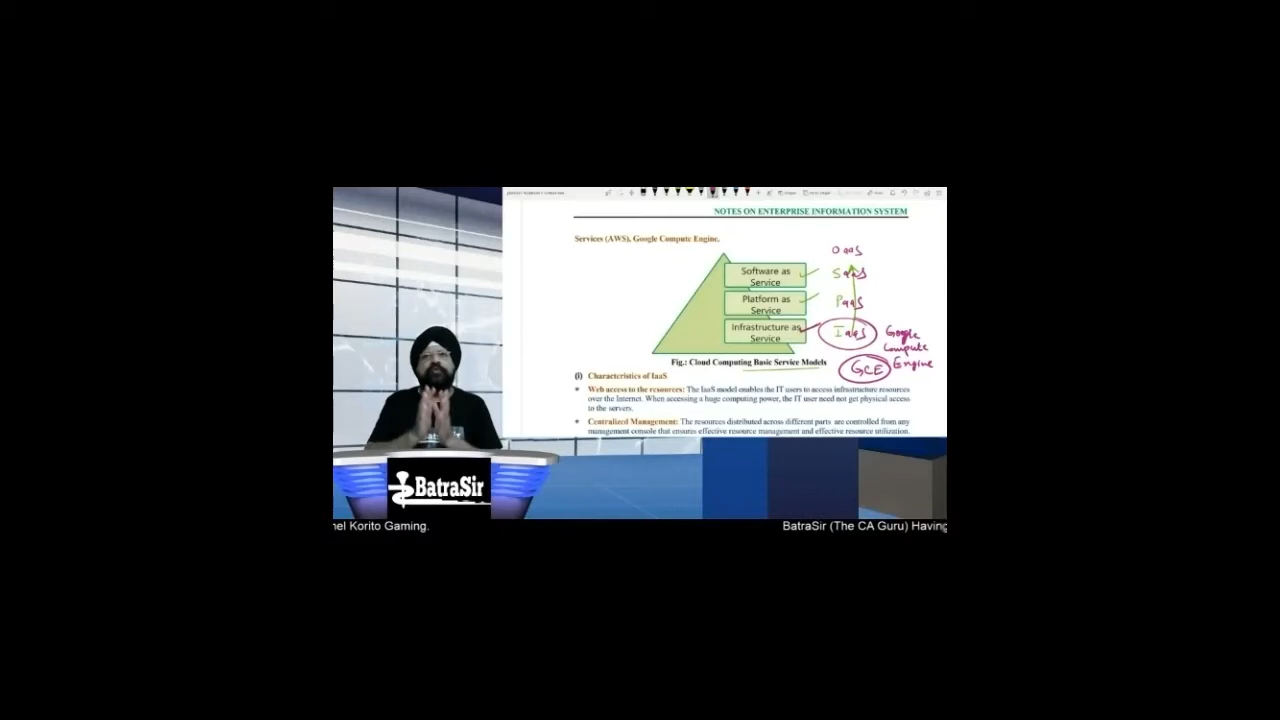 NOTES ON ENTERPRISE INFORMATION SYSTEM
Services (AWS), Google Compute Engine.
Software as
Service
Platform as
Service
Infrastructure as
Service
OaaS
SaaS
PaaS
IaaS
Google
Compute
Engine
GCE
Fig.: Cloud Computing Basic Service Models
(i) Characteristics of IaaS
* Web access to the resources: The IaaS model enables the IT users to access infrastructure resources
over the Internet. When accessing a huge computing power, the IT user need not get physical access
to the servers.
* Centralized Management: The resources distributed across different parts are controlled from any
management console that ensures effective resource management and effective resource utilization.
BatraSir
nel Korito Gaming.
BatraSir (The CA Guru) Having